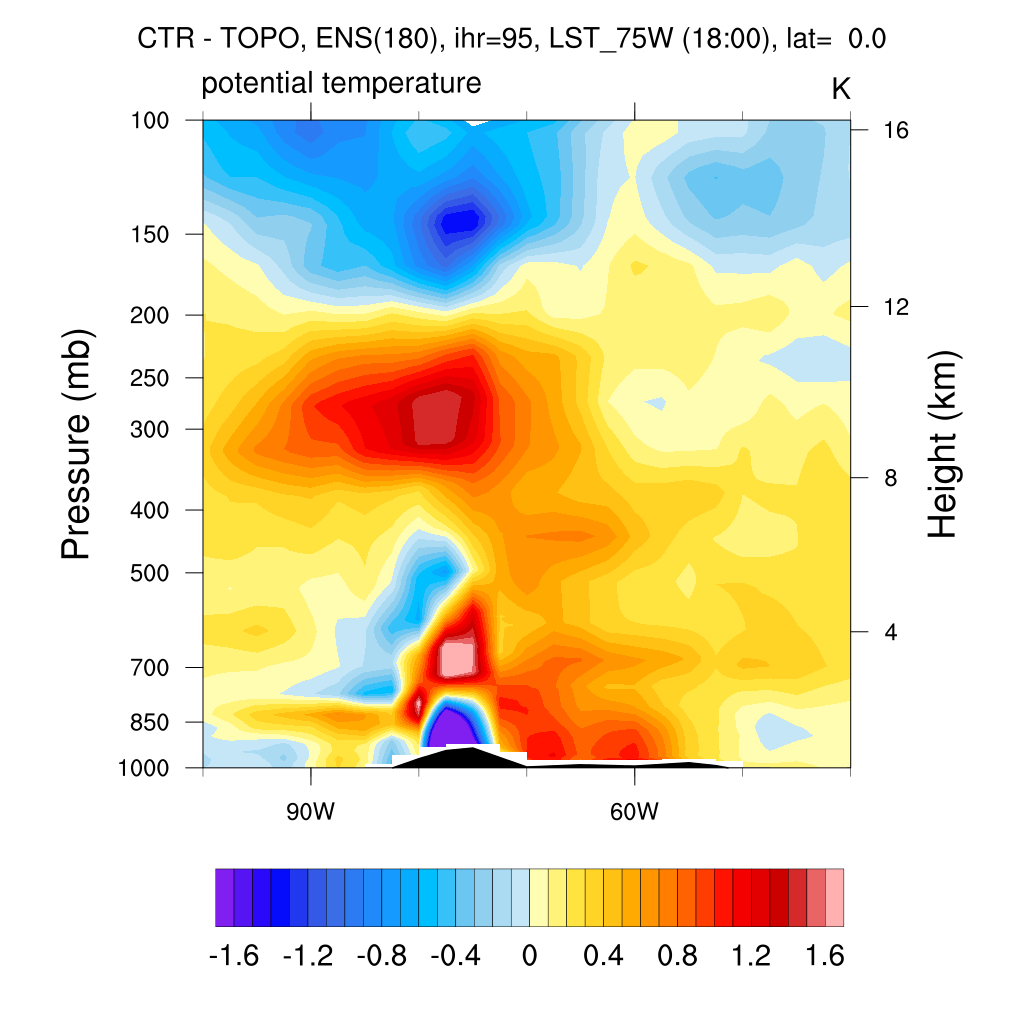 CTR - TOPO, ENS(180), ihr=95, LST_75W (18:00), lat=  0.0
potential temperature K
100
150
200
250
300
400
500
700
850
1000
Pressure (mb)
16
12
8
4
Height (km)
90W 60W
-1.6 -1.2 -0.8 -0.4 0 0.4 0.8 1.2 1.6